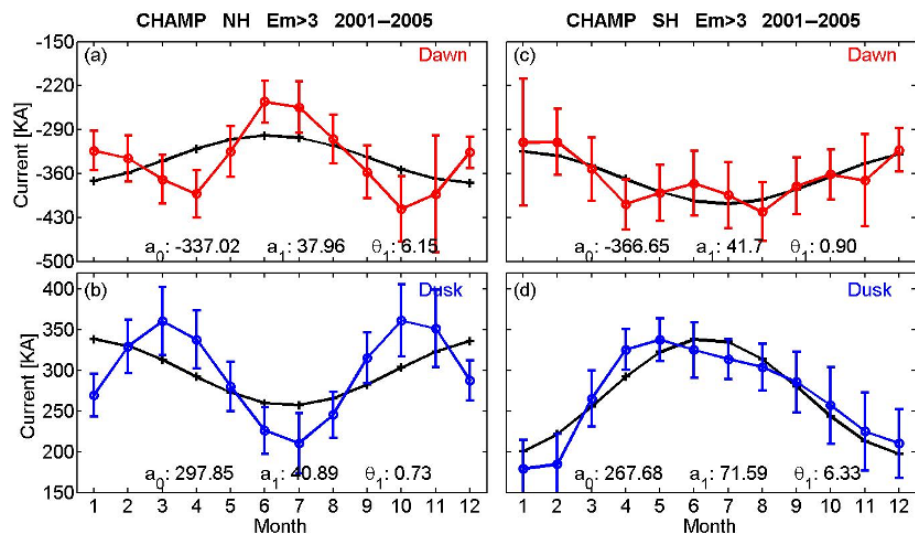 CHAMP NH Em>3 2001–2005
CHAMP SH Em>3 2001–2005
(a) Dawn
Current [KA]
-150
-220
-290
-360
-430
-500
a0: -337.02 a1: 37.96 θ1: 6.15
(c) Dawn
a0: -366.65 a1: 41.7 θ1: 0.90
(b) Dusk
Current [KA]
400
350
300
250
200
150
a0: 297.85 a1: 40.89 θ1: 0.73
1 2 3 4 5 6 7 8 9 10 11 12
Month
(d) Dusk
a0: 267.68 a1: 71.59 θ1: 6.33
1 2 3 4 5 6 7 8 9 10 11 12
Month